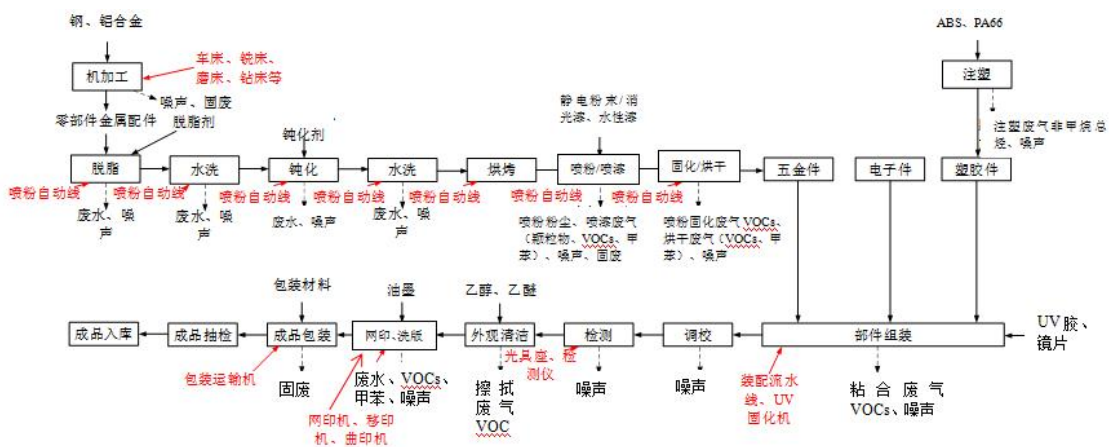 钢、铝合金
ABS、PA66
机加工
车床、铣床、
磨床、钻床等
注塑
噪声、固废
静电粉末/消
光漆、水性漆
零部件金属配件
脱脂剂
钝化剂
注塑废气非甲烷总
烃、噪声
脱脂
水洗
钝化
水洗
烘烤
喷粉/喷漆
固化/烘干
五金件
电子件
塑胶件
喷粉自动线
喷粉自动线
喷粉自动线
喷粉自动线
喷粉自动线
喷粉自动线
喷粉自动线
废水、噪
声
废水、噪
声
废水、噪声
废水、噪
声
喷粉粉尘、喷漆废气
（颗粒物、VOCs、甲
苯）、噪声、固废
喷粉固化废气VOCs、
烘干废气（VOCs、甲
苯）、噪声
包装材料
油墨
乙醇、乙醚
成品入库
成品抽检
成品包装
网印、洗版
外观清洁
检测
调校
部件组装
UV胶、
镜片
包装运输机
固废
废水、VOCs、
甲苯、噪声
网印机、移印
机、曲印机
擦拭
废气
VOC
光具座、检
测仪
噪声
噪声
装配流水
线、UV
固化机
粘合废气
VOCs、噪声